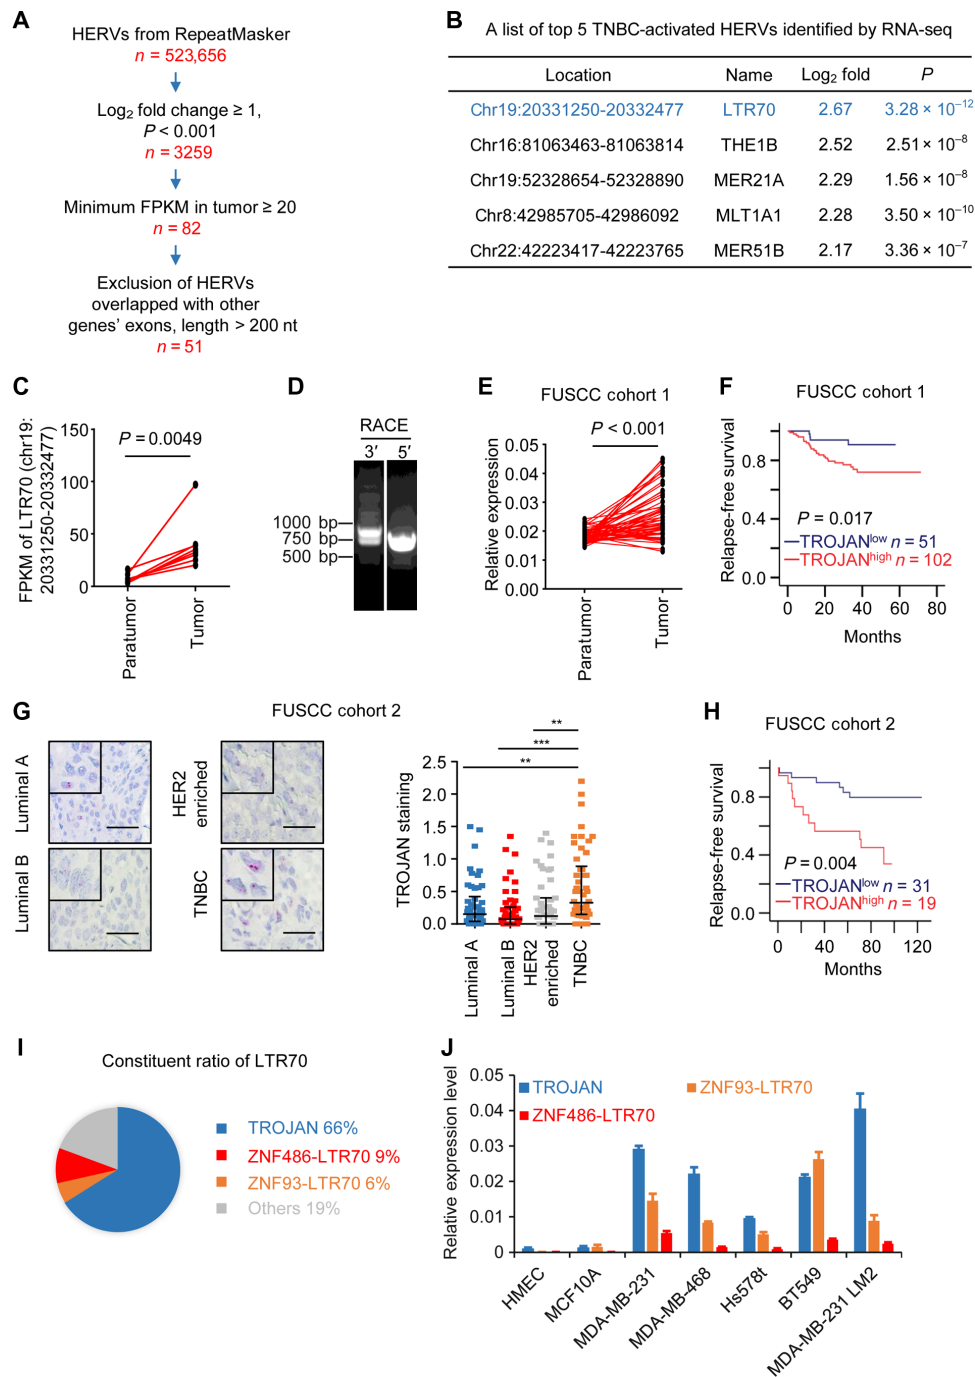 A
HERVs from RepeatMasker
n = 523,656
Log2 fold change ≥ 1,
P < 0.001
n = 3259
Minimum FPKM in tumor ≥ 20
n = 82
Exclusion of HERVs
overlapped with other
genes’ exons, length > 200 nt
n = 51
B
A list of top 5 TNBC-activated HERVs identified by RNA-seq
Location Name Log2 fold P
Chr19:20331250-20332477 LTR70 2.67 3.28 × 10−12
Chr16:81063463-81063814 THE1B 2.52 2.51 × 10−8
Chr19:52328654-52328890 MER21A 2.29 1.56 × 10−8
Chr8:42985705-42986092 MLT1A1 2.28 3.50 × 10−10
Chr22:42223417-42223765 MER51B 2.17 3.36 × 10−7
C
FPKM of LTR70 (chr19:
20331250-20332477)
150
100
50
0
P = 0.0049
Paratumor
Tumor
D
RACE
3′ 5′
1000 bp
750 bp
500 bp
E
FUSCC cohort 1
P < 0.001
Relative expression
0.05
0.04
0.03
0.02
0.01
0.00
Paratumor
Tumor
F
FUSCC cohort 1
Relapse-free survival
0.8
0.4
0.0
P = 0.017
TROJANlow n = 51
TROJANhigh n = 102
0 20 40 60 80
Months
G
FUSCC cohort 2
Luminal A
HER2
enriched
Luminal B
TNBC
TROJAN staining
2.5
2.0
1.5
1.0
0.5
0.0
**
***
**
Luminal A
Luminal B
HER2
enriched
TNBC
H
FUSCC cohort 2
Relapse-free survival
0.8
0.4
0.0
P = 0.004
TROJANlow n = 31
TROJANhigh n = 19
0 40 80 120
Months
I
Constituent ratio of LTR70
TROJAN 66%
ZNF486-LTR70 9%
ZNF93-LTR70 6%
Others 19%
J
Relative expression level
0.05
0.04
0.03
0.02
0.01
0
TROJAN
ZNF93-LTR70
ZNF486-LTR70
HMEC
MCF10A
MDA-MB-231
MDA-MB-468
Hs578t
BT549
MDA-MB-231 LM2